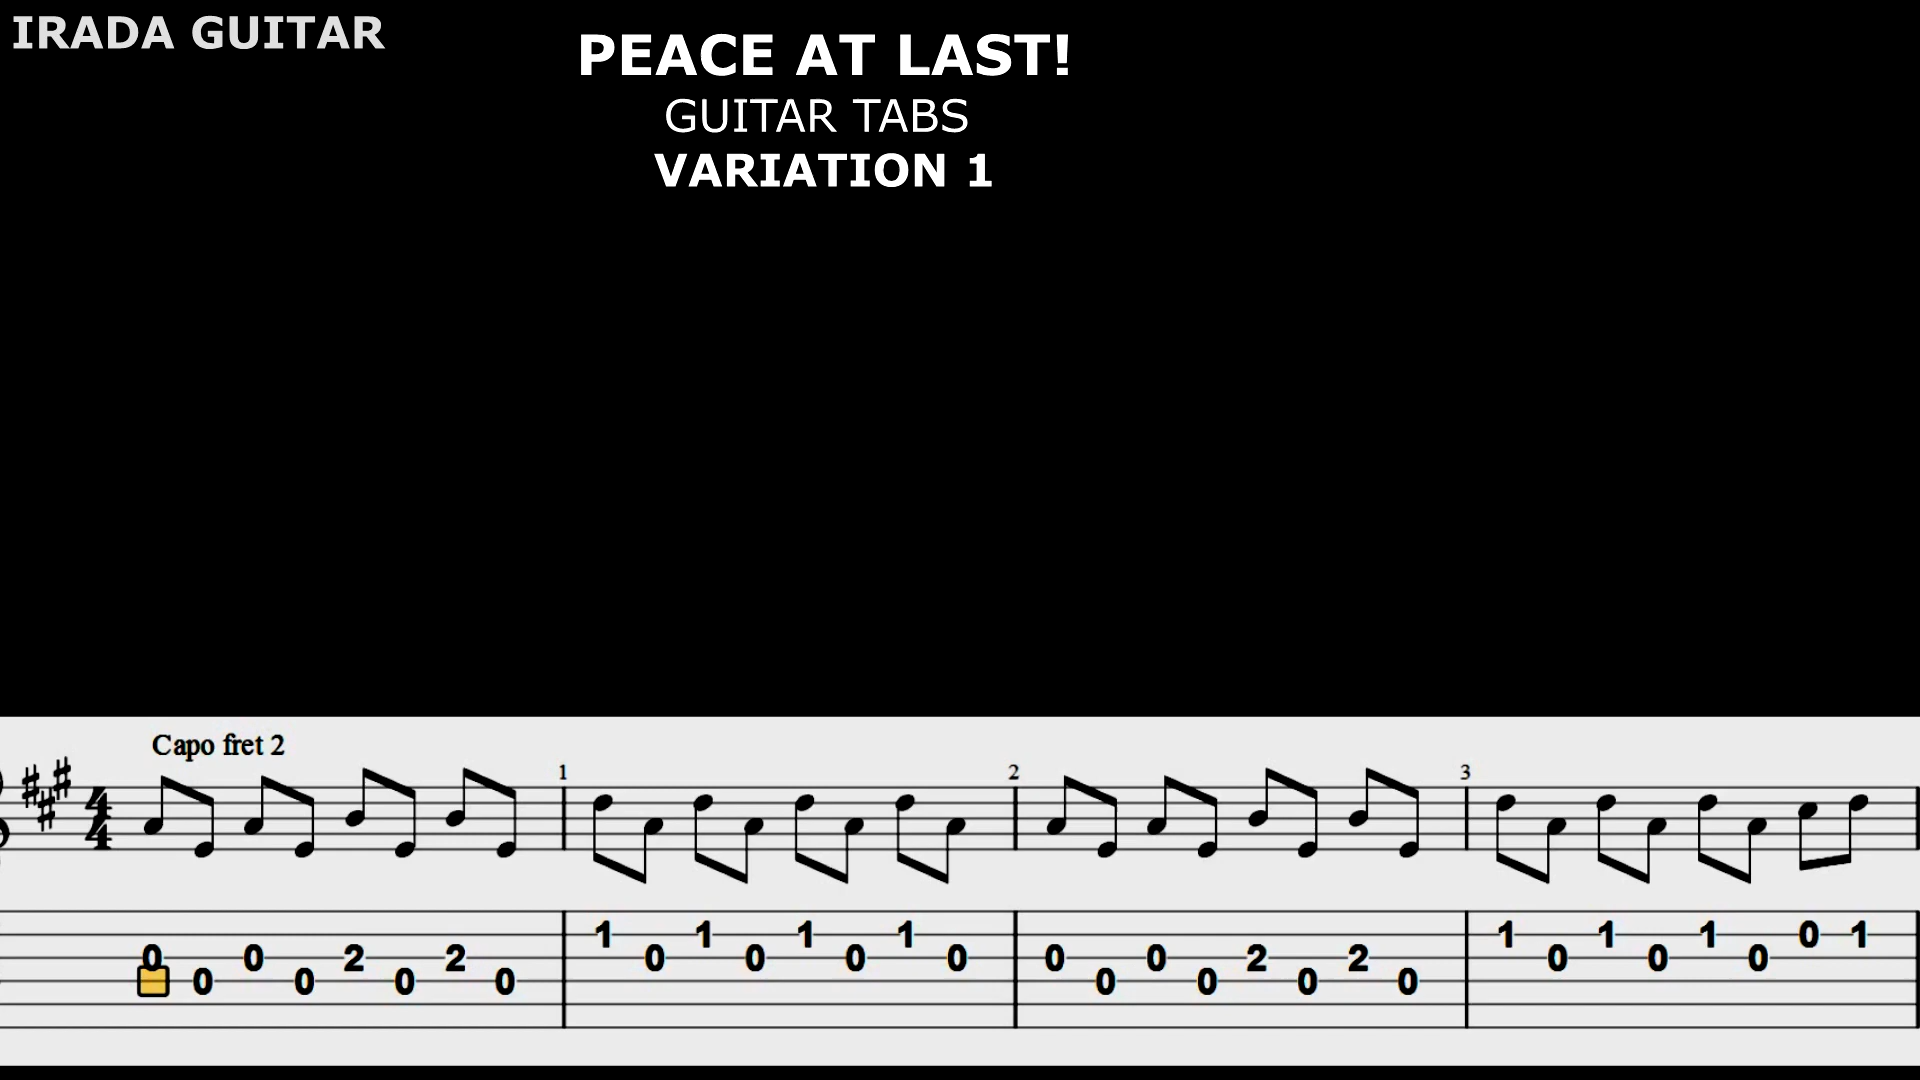 IRADA GUITAR
PEACE AT LAST!
GUITAR TABS
VARIATION 1
Capo fret 2
1 2 3
4
4
1 1 1 1 1 1 1 0 1
0 0 2 2 0 0 0 0 0 0 2 2 0 0 0
0 0 0 0 0 0 0 0